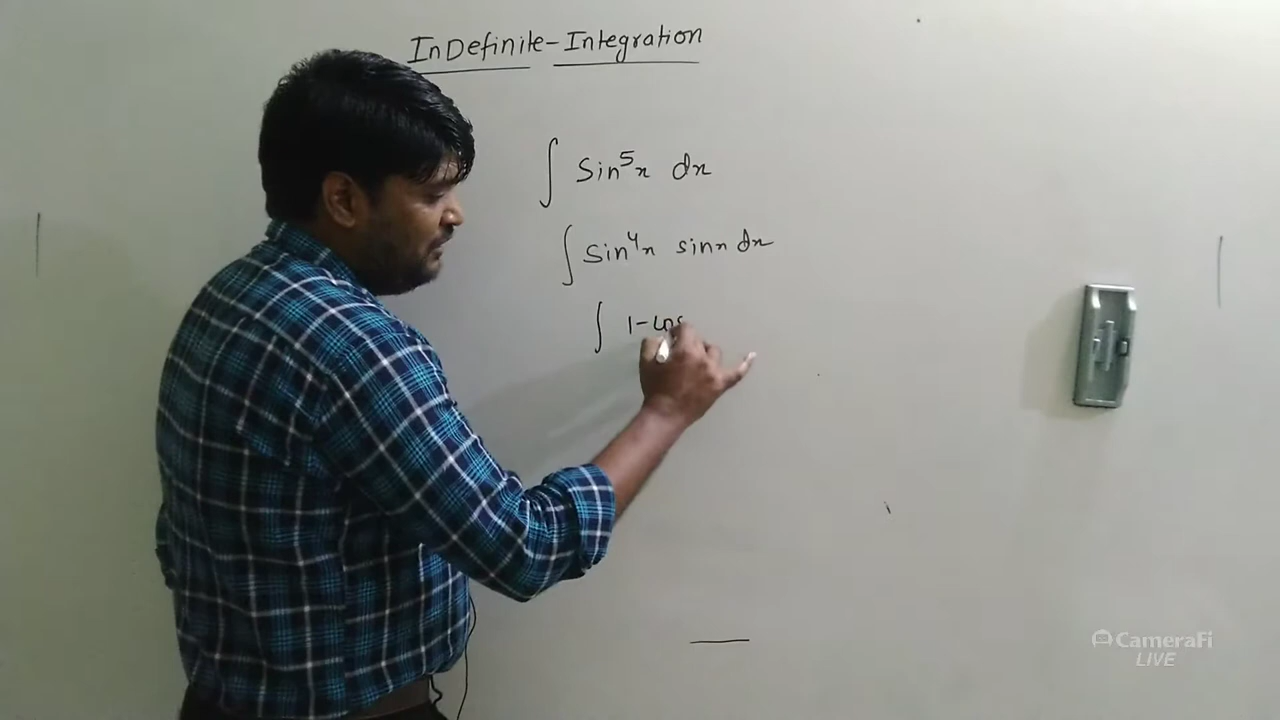 InDefinite-Integration
∫ Sin⁵x dx
∫ Sin⁴x sinx dx
∫ 1-cos
CameraFi
LIVE